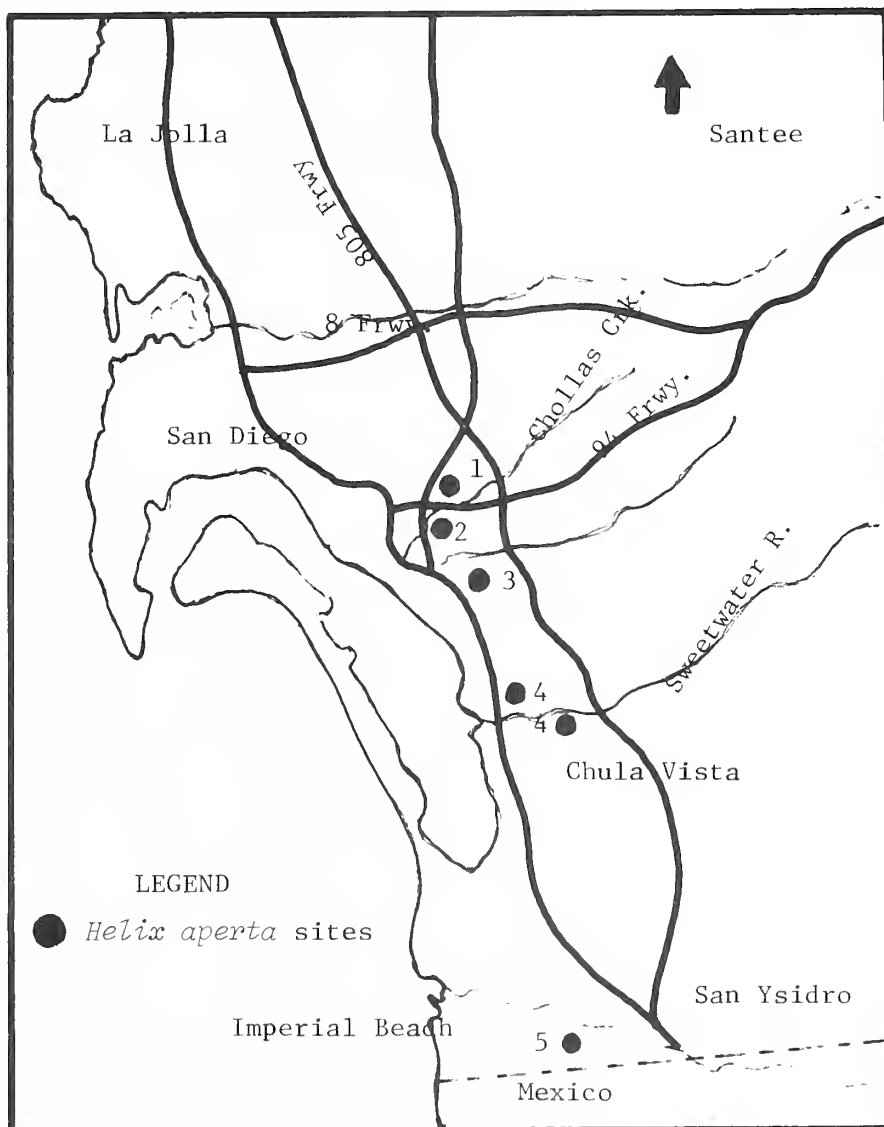 La Jolla
Santee
805 Frwy
8 Frwy.
Chollas Crk.
94 Frwy.
San Diego
1
2
3
Sweetwater R.
4
4
Chula Vista
LEGEND
Helix aperta sites
San Ysidro
Imperial Beach
5
Mexico